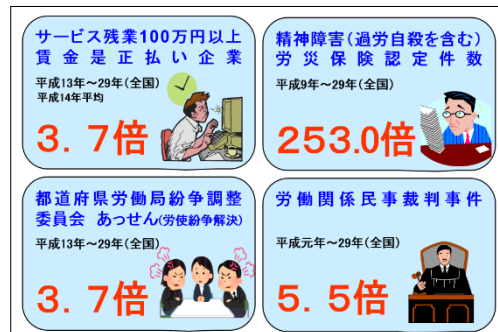 サービス残業100万円以上
賃金是正払い企業
平成13年～29年(全国)
平成14年平均
3.7倍
精神障害(過労自殺を含む)
労災保険認定件数
平成9年～29年(全国)
253.0倍
都道府県労働局紛争調整
委員会 あっせん(労使紛争解決)
平成13年～29年(全国)
3.7倍
労働関係民事裁判事件
平成元年～29年(全国)
5.5倍